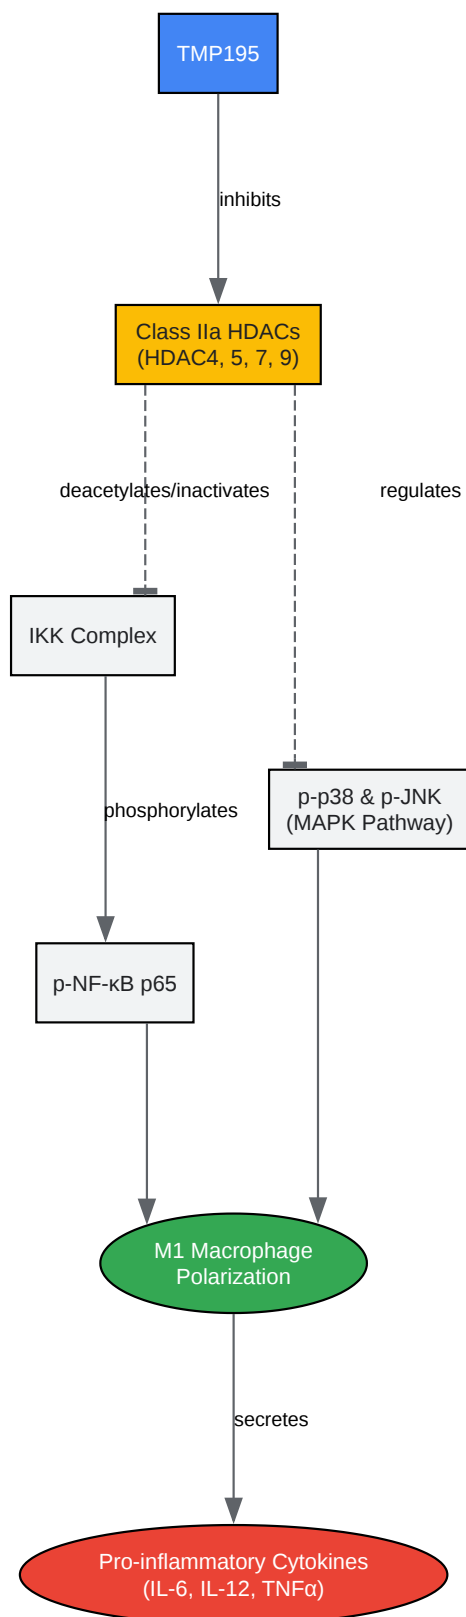 TMP195
inhibits
Class IIa HDACs
(HDAC4, 5, 7, 9)
deacetylates/inactivates
regulates
IKK Complex
p-p38 & p-JNK
(MAPK Pathway)
phosphorylates
p-NF-κB p65
M1 Macrophage
Polarization
secretes
Pro-inflammatory Cytokines
(IL-6, IL-12, TNFα)